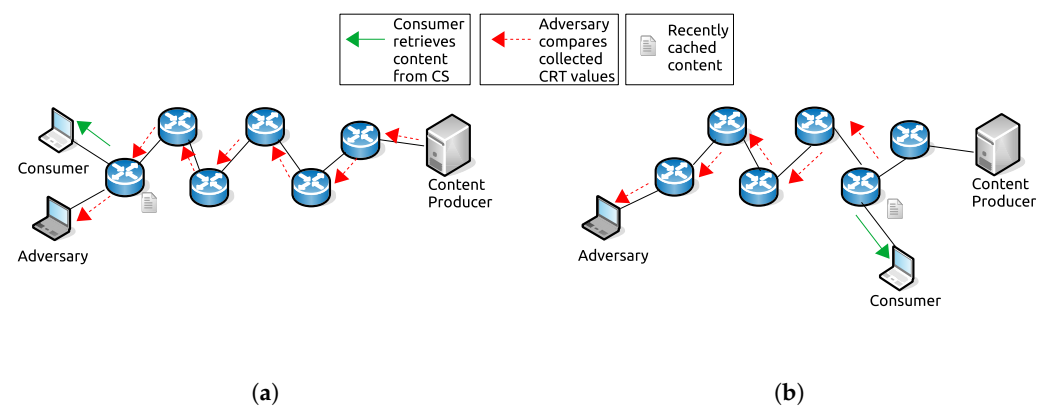 Consumer
retrieves
content
from CS
Adversary
compares
collected
CRT values
Recently
cached
content
Consumer
Adversary
Content
Producer
(a)
Adversary
Consumer
Content
Producer
(b)